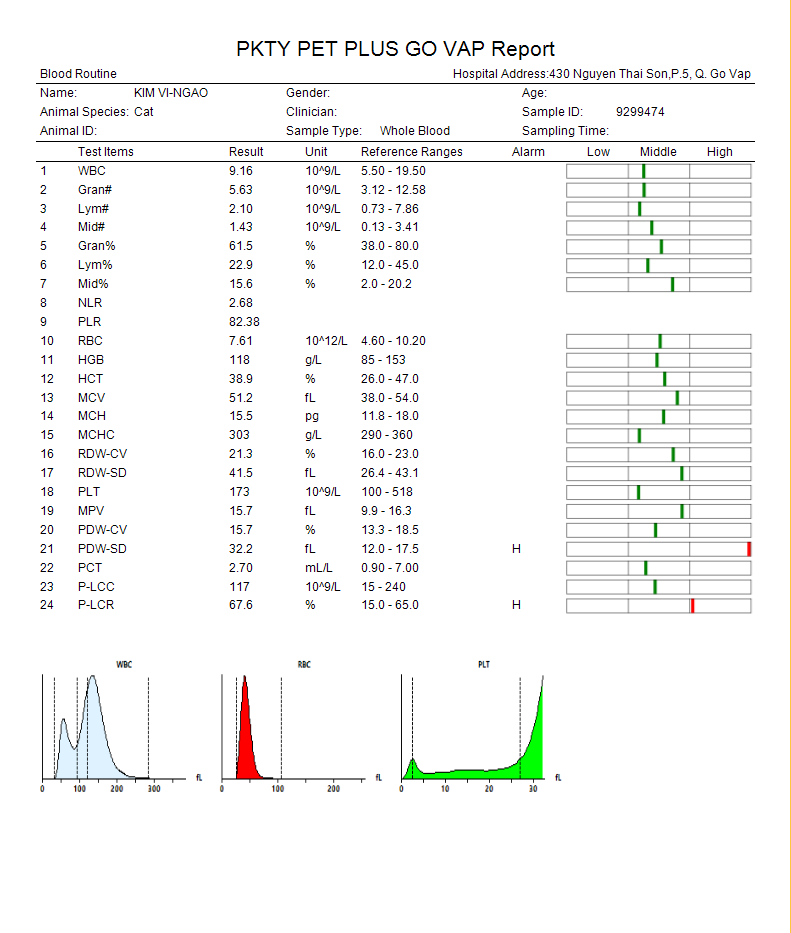 PKTY PET PLUS GO VAP Report
Blood Routine Hospital Address:430 Nguyen Thai Son,P.5, Q. Go Vap
Name: KIM VI-NGAO Gender: Age:
Animal Species: Cat Clinician: Sample ID: 9299474
Animal ID: Sample Type: Whole Blood Sampling Time:
Test Items Result Unit Reference Ranges Alarm Low Middle High
1 WBC 9.16 10^9/L 5.50 - 19.50
2 Gran# 5.63 10^9/L 3.12 - 12.58
3 Lym# 2.10 10^9/L 0.73 - 7.86
4 Mid# 1.43 10^9/L 0.13 - 3.41
5 Gran% 61.5 % 38.0 - 80.0
6 Lym% 22.9 % 12.0 - 45.0
7 Mid% 15.6 % 2.0 - 20.2
8 NLR 2.68
9 PLR 82.38
10 RBC 7.61 10^12/L 4.60 - 10.20
11 HGB 118 g/L 85 - 153
12 HCT 38.9 % 26.0 - 47.0
13 MCV 51.2 fL 38.0 - 54.0
14 MCH 15.5 pg 11.8 - 18.0
15 MCHC 303 g/L 290 - 360
16 RDW-CV 21.3 % 16.0 - 23.0
17 RDW-SD 41.5 fL 26.4 - 43.1
18 PLT 173 10^9/L 100 - 518
19 MPV 15.7 fL 9.9 - 16.3
20 PDW-CV 15.7 % 13.3 - 18.5
21 PDW-SD 32.2 fL 12.0 - 17.5 H
22 PCT 2.70 mL/L 0.90 - 7.00
23 P-LCC 117 10^9/L 15 - 240
24 P-LCR 67.6 % 15.0 - 65.0 H
WBC RBC PLT
fL fL fL
0 100 200 300 0 100 200 0 10 20 30